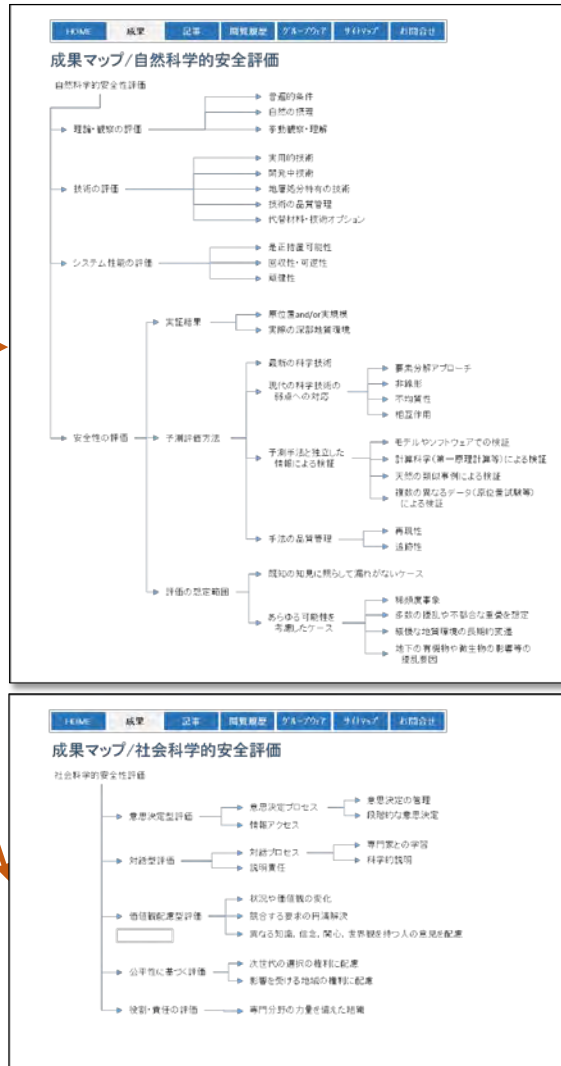 HOME 成果 記事 閲覧履歴 グループウェア サイトマップ お問合せ
成果マップ/自然科学的安全評価
自然科学的安全性評価
理論・観察の評価
普遍的条件
自然の摂理
挙動観察・理解
技術の評価
実用的技術
開発中技術
地層処分特有の技術
技術の品質管理
代替材料・技術オプション
システム性能の評価
是正措置可能性
回収性・可逆性
頑健性
安全性の評価
実証結果
原位置and/or実規模
実際の深部地質環境
予測評価方法
最新の科学技術
現代の科学技術の
弱点への対応
要素分解アプローチ
非線形
不均質性
相互作用
予測手法と独立した
情報による検証
モデルやソフトウェアでの検証
計算科学(第一原理計算等)による検証
天然の類似事例による検証
複数の異なるデータ(原位置試験等)
による検証
手法の品質管理
再現性
追跡性
評価の想定範囲
既知の知見に照らして漏れがないケース
あらゆる可能性を
考慮したケース
稀頻度事象
多数の擾乱や不都合な重畳を想定
緩慢な地質環境の長期的変遷
地下の有機物や微生物の影響等の
擾乱要因
HOME 成果 記事 閲覧履歴 グループウェア サイトマップ お問合せ
成果マップ/社会科学的安全評価
社会科学的安全性評価
意思決定型評価
意思決定プロセス
意思決定の管理
段階的な意思決定
情報アクセス
対話型評価
対話プロセス
専門家との学習
科学的説明
説明責任
価値観配慮型評価
状況や価値観の変化
競合する要求の円満解決
異なる知識、信念、関心、世界観を持つ人の意見を配慮
公平性に基づく評価
次世代の選択の権利に配慮
影響を受ける地域の権利に配慮
役割・責任の評価
専門分野の力量を備えた組織